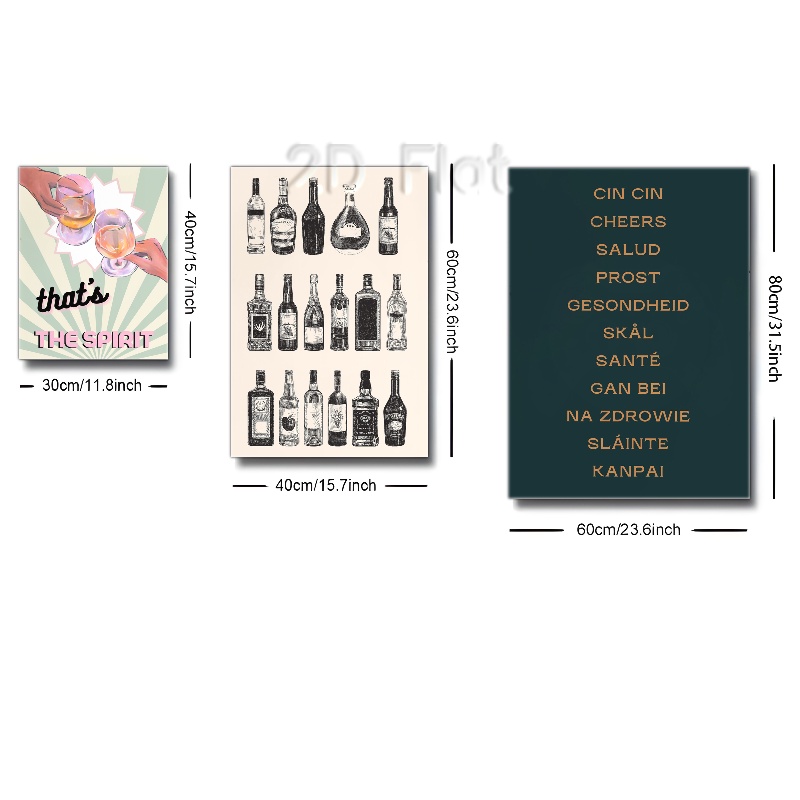 2D Flat
that's
THE SPIRIT
40cm/15.7inch
30cm/11.8inch
60cm/23.6inch
40cm/15.7inch
CIN CIN
CHEERS
SALUD
PROST
GESONDHEID
SKÅL
SANTÉ
GAN BEI
NA ZDROWIE
SLÁINTE
KANPAI
80cm/31.5inch
60cm/23.6inch